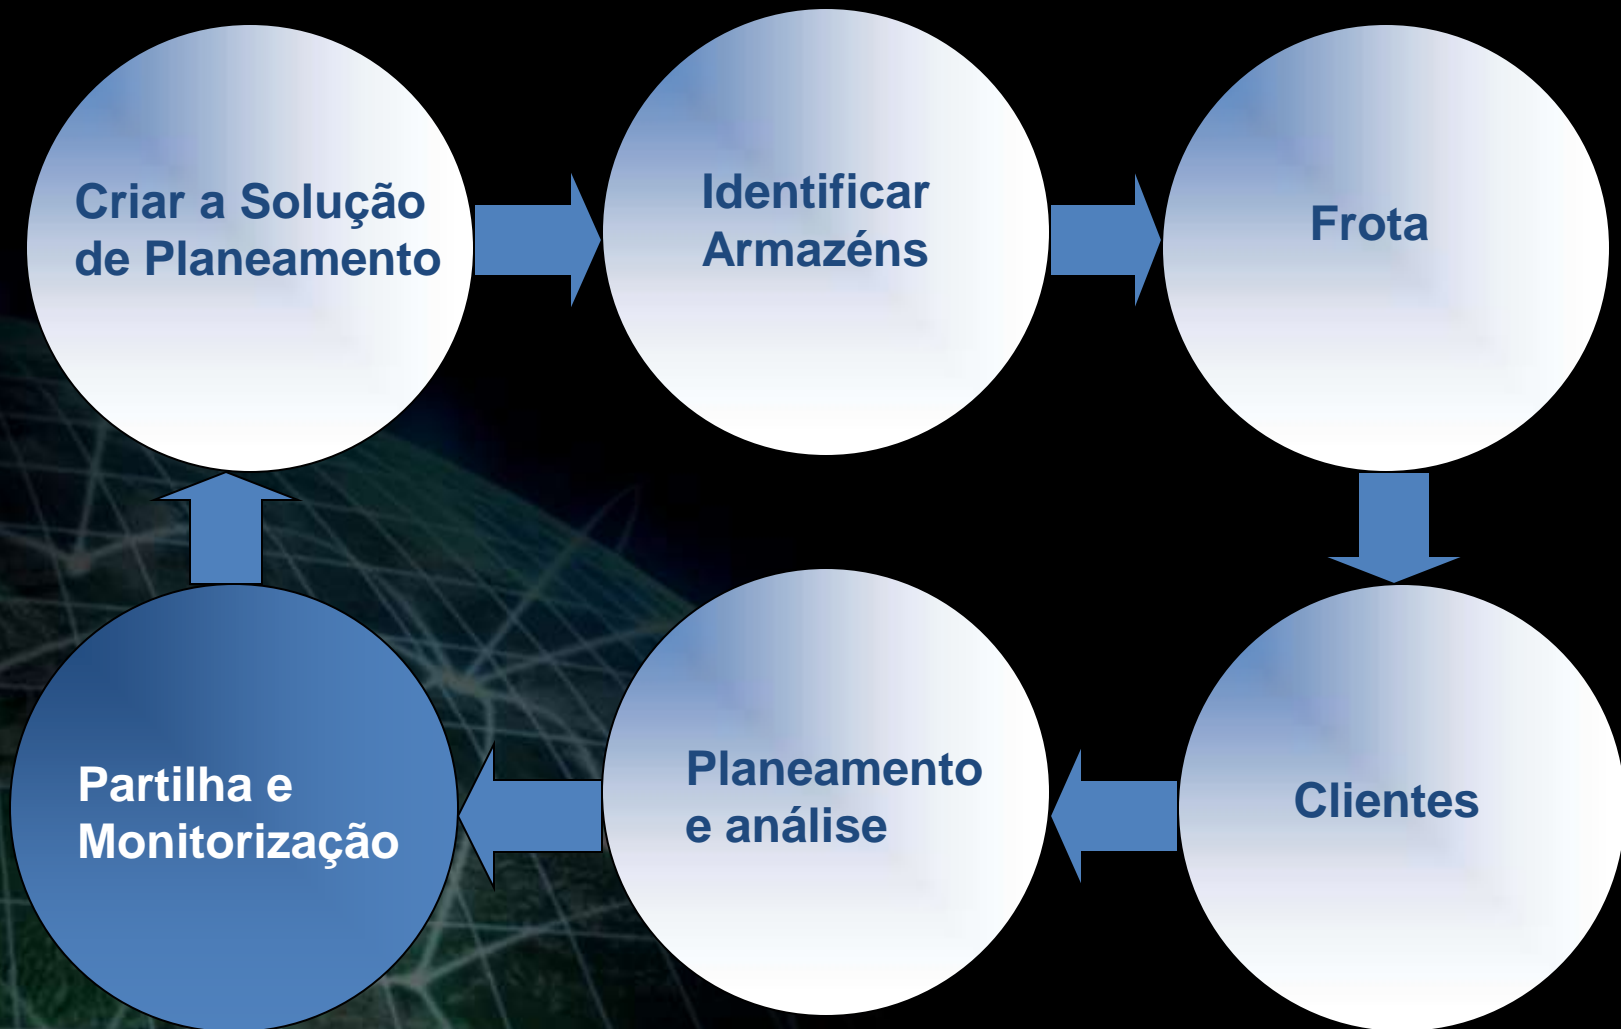 Criar a Solução
de Planeamento
Identificar
Armazéns
Frota
Partilha e
Monitorização
Planeamento
e análise
Clientes